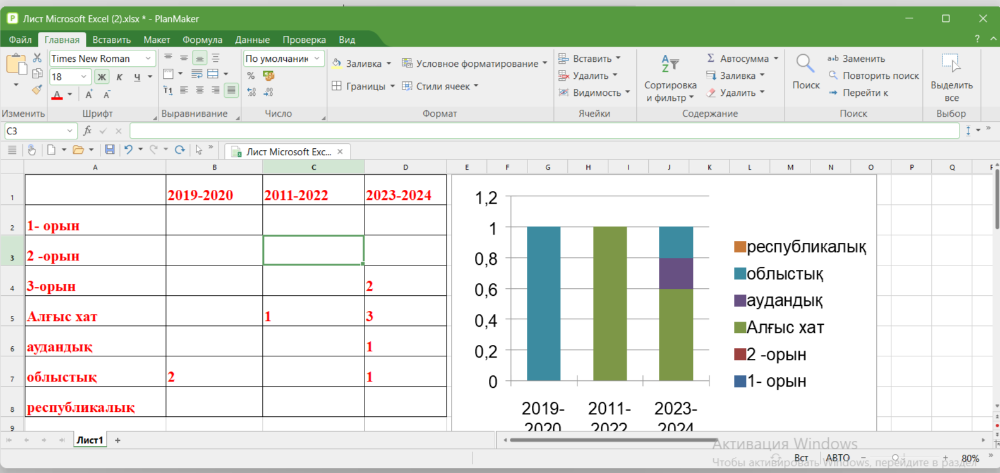 Лист Microsoft Excel (2).xlsx * - PlanMaker
Файл Главная Вставить Макет Формула Данные Проверка Вид ?
Times New Roman 18 Ж К Ч А А А
По умолчанию %
Заливка Условное форматирование
Границы Стили ячеек
Вставить
Удалить
Видимость
Сортировка
и фильтр
Σ Автосумма
Заливка
Удалить
Поиск
a+b Заменить
Повторить поиск
Перейти к
Выделить
все
Изменить Шрифт Выравнивание Число Формат Ячейки Содержание Поиск Выбор
C3 fx
Лист Microsoft Exc... ×
A B C D E F G H I J K L M N O P Q
1 2019-2020 2011-2022 2023-2024
2 1- орын
3 2 -орын
4 3-орын 2
5 Алғыс хат 1 3
6 аудандық 1
7 облыстық 2 1
8 республикалық
9
1,2
1
0,8
0,6
0,4
0,2
0
2019-
2020
2011-
2022
2023-
2024
республикалық
облыстық
аудандық
Алғыс хат
2 -орын
1- орын
Лист1 +
Активация Windows
Чтобы активировать Windows, перейдите в раздел
Вст АВТО − + 80%